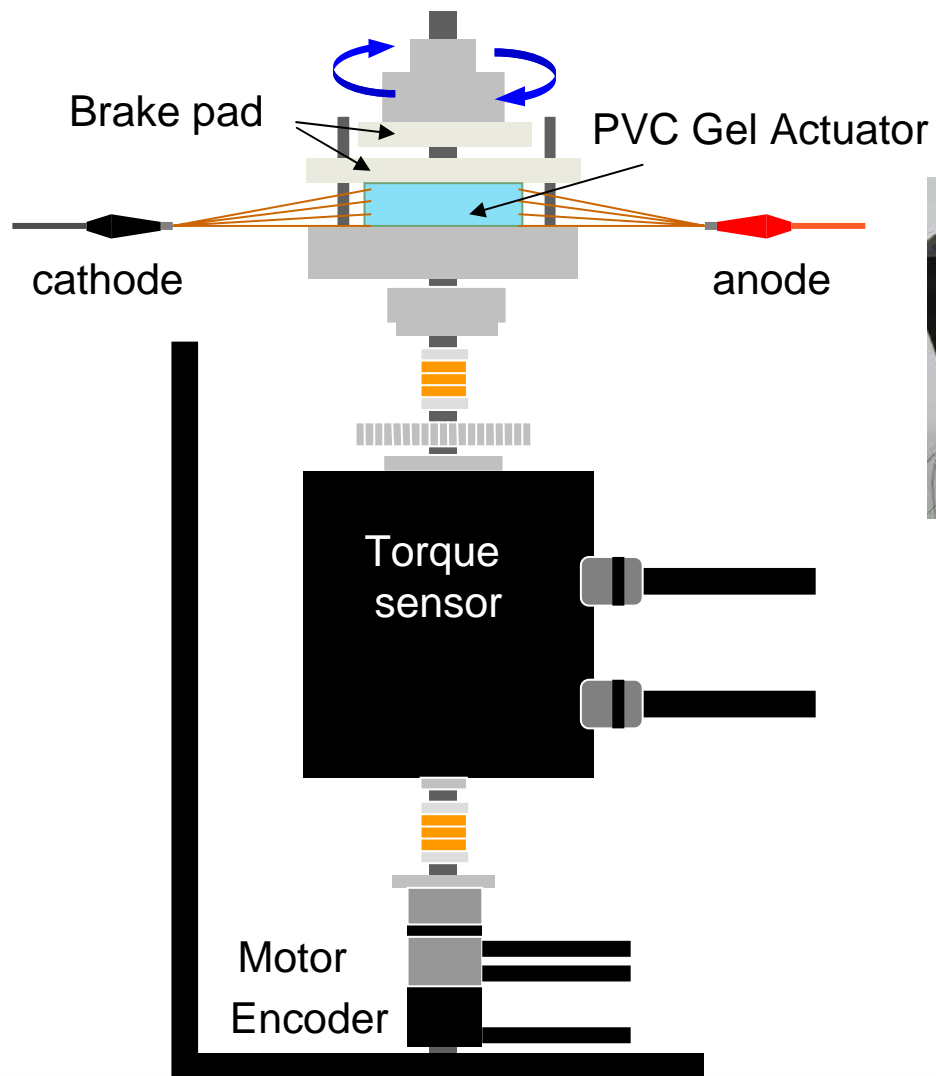 Brake pad
PVC Gel Actuator
cathode
anode
Torque
sensor
Motor
Encoder